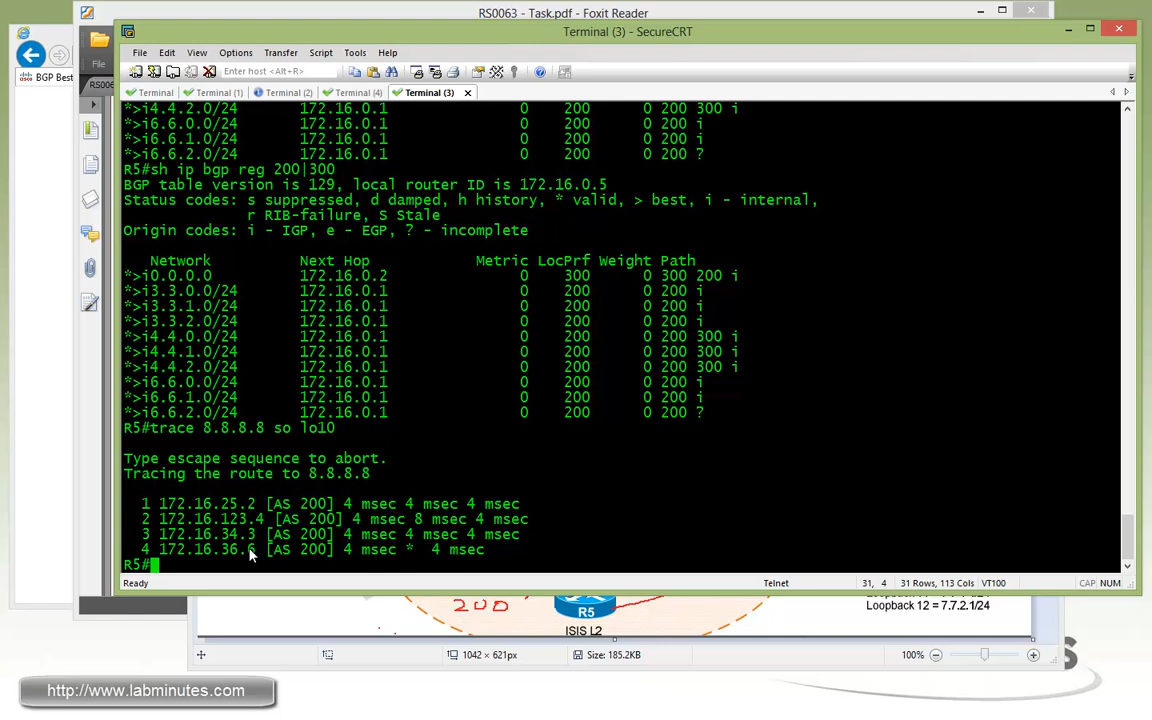 RS0063 - Task.pdf - Foxit Reader
Terminal (3) - SecureCRT
File Edit View Options Transfer Script Tools Help
Enter host <Alt+R>
BGP Best
File
RS006
Terminal Terminal (1) Terminal (2) Terminal (4) Terminal (3)
*>i4.4.2.0/24 172.16.0.1 0 200 0 200 300 i
*>i6.6.0.0/24 172.16.0.1 0 200 0 200 i
*>i6.6.1.0/24 172.16.0.1 0 200 0 200 i
*>i6.6.2.0/24 172.16.0.1 0 200 0 200 ?
R5#sh ip bgp reg 200|300
BGP table version is 129, local router ID is 172.16.0.5
Status codes: s suppressed, d damped, h history, * valid, > best, i - internal,
r RIB-failure, S Stale
Origin codes: i - IGP, e - EGP, ? - incomplete
Network Next Hop Metric LocPrf Weight Path
*>i0.0.0.0 172.16.0.2 0 300 0 300 200 i
*>i3.3.0.0/24 172.16.0.1 0 200 0 200 i
*>i3.3.1.0/24 172.16.0.1 0 200 0 200 i
*>i3.3.2.0/24 172.16.0.1 0 200 0 200 i
*>i4.4.0.0/24 172.16.0.1 0 200 0 200 300 i
*>i4.4.1.0/24 172.16.0.1 0 200 0 200 300 i
*>i4.4.2.0/24 172.16.0.1 0 200 0 200 300 i
*>i6.6.0.0/24 172.16.0.1 0 200 0 200 i
*>i6.6.1.0/24 172.16.0.1 0 200 0 200 i
*>i6.6.2.0/24 172.16.0.1 0 200 0 200 ?
R5#trace 8.8.8.8 so lo10
Type escape sequence to abort.
Tracing the route to 8.8.8.8
1 172.16.25.2 [AS 200] 4 msec 4 msec 4 msec
2 172.16.123.4 [AS 200] 4 msec 8 msec 4 msec
3 172.16.34.3 [AS 200] 4 msec 4 msec 4 msec
4 172.16.36.6 [AS 200] 4 msec * 4 msec
R5#
Ready Telnet 31, 4 31 Rows, 113 Cols VT100 CAP NUM
200
R5
ISIS L2
Loopback 12 = 7.7.2.1/24
1042 × 621px Size: 185.2KB 100%
http://www.labminutes.com